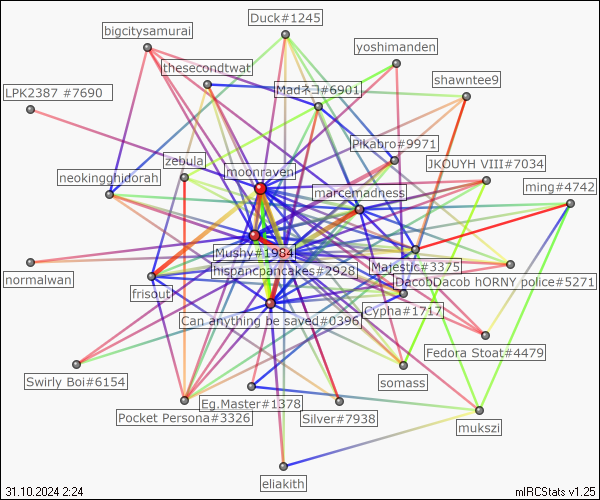 Duck#1245
bigcitysamurai
yoshimanden
thesecondtwat
shawntee9
Madネコ#6901
LPK2387 #7690
Pikabro#9971
zebula
JKOUYH VIII#7034
moonraven
neokingghidorah
marcemadness
ming#4742
Mushy#1984
Majestic#3375
hispancpancakes#2928
normalwan
DacobDacob hORNY police#5271
frisout
Cypha#1717
Can anything be saved#0396
Fedora Stoat#4479
Swirly Boi#6154
somass
Eg.Master#1378
Pocket Persona#3326
Silver#7938
mukszi
eliakith
31.10.2024 2:24
mIRCStats v1.25